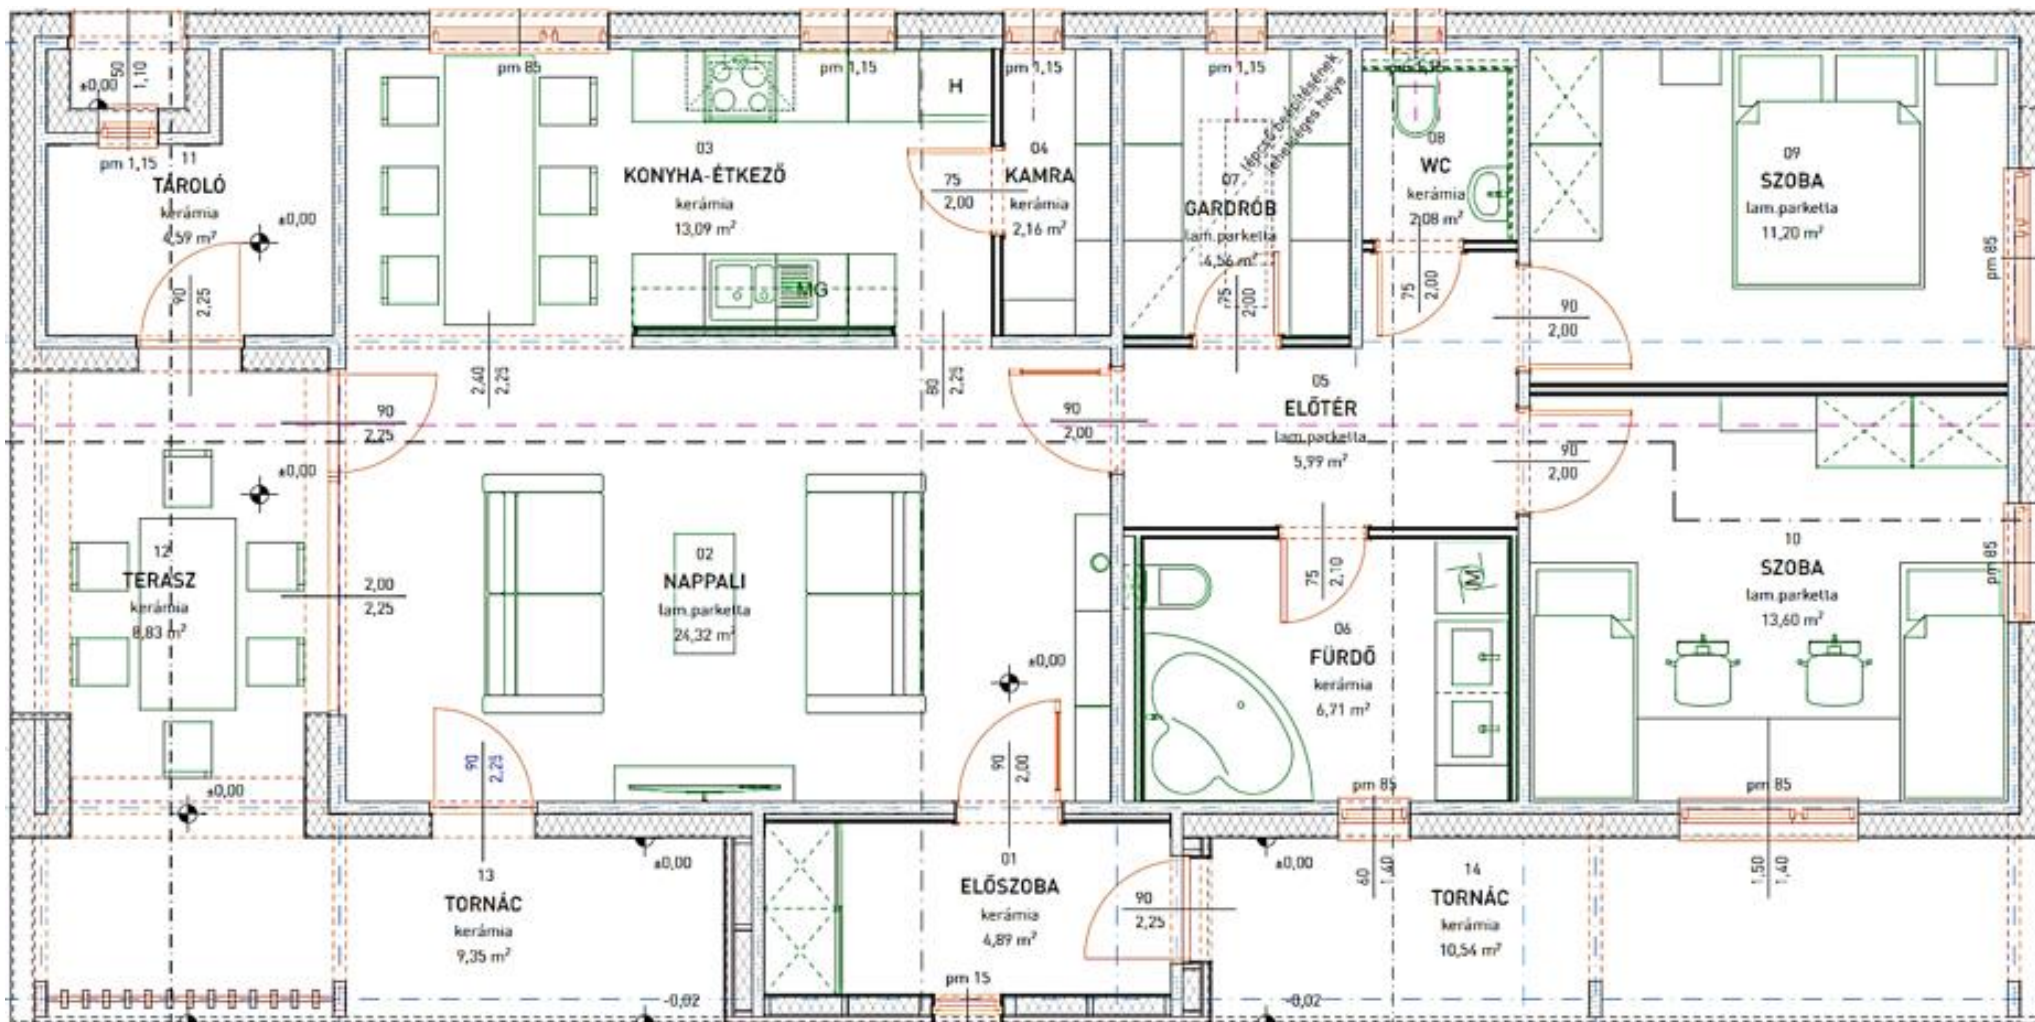 pm 85
pm 1,15
pm 1,15
pm 1,15
pm 1,15
50
1,10
±0,00
pm 1,15
11
TÁROLÓ
kerámia
4,59 m²
±0,00
90
2,25
03
KONYHA-ÉTKEZŐ
kerámia
13,09 m²
H
MG
75
2,00
04
KAMRA
kerámia
2,16 m²
lépcső beépítésének
lehetséges helye
07
GARDRÓB
lam.parketta
4,56 m²
75
2,00
08
WC
kerámia
2,08 m²
75
2,00
09
SZOBA
lam.parketta
11,20 m²
pm 85
90
2,00
2,40
2,25
80
2,25
90
2,25
90
2,00
05
ELŐTÉR
lam.parketta
5,99 m²
90
2,00
±0,00
12
TERASZ
kerámia
8,83 m²
2,00
2,25
02
NAPPALI
lam.parketta
24,32 m²
±0,00
75
2,10
M
06
FÜRDŐ
kerámia
6,71 m²
10
SZOBA
lam.parketta
13,60 m²
pm 85
±0,00
90
2,25
90
2,00
pm 85
pm 85
±0,00
±0,00
60
1,40
1,50
1,40
13
TORNÁC
kerámia
9,35 m²
01
ELŐSZOBA
kerámia
4,89 m²
90
2,25
14
TORNÁC
kerámia
10,54 m²
pm 15
-0,02
-0,02